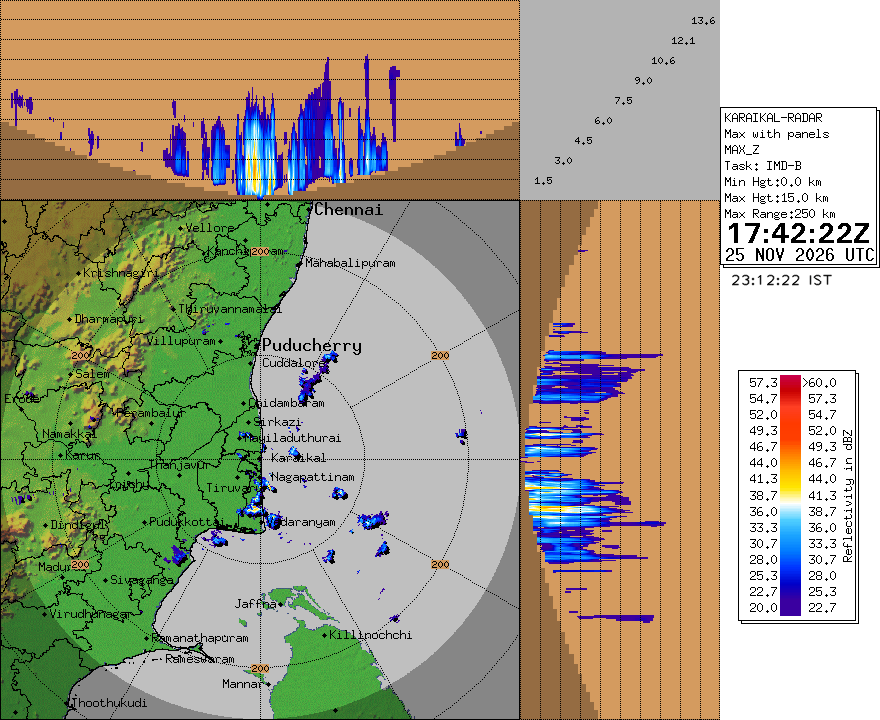 13.6
12.1
10.6
9.0
7.5
6.0
4.5
3.0
1.5
KARAIKAL-RADAR
Max with panels
MAX_Z
Task: IMD-B
Min Hgt:0.0 km
Max Hgt:15.0 km
Max Range:250 km
17:42:22Z
25 NOV 2026 UTC
23:12:22 IST
Chennai
Vellore
200
Mahabalipuram
Krishnagiri
Thiruvannamalai
Dharmapuri
Villupuram
Puducherry
200
200
Cuddalore
Salem
Chidambaram
Perambalur
Sirkazi
Namakkal
Mayiladuthurai
Karur
Thanjavur
Karaikal
Nagapattinam
Tiruvar
Dindigul
Pudukkottai
200
200
Sivaganga
Jaffna
Virudhunagar
Ramanathapuram
Killinochchi
Rameswaram
200
Mannar
Thoothukudi
57.3 >60.0
54.7 57.3
52.0 54.7
49.3 52.0
46.7 49.3
44.0 46.7
41.3 44.0
38.7 41.3
36.0 38.7
33.3 36.0
30.7 33.3
28.0 30.7
25.3 28.0
22.7 25.3
20.0 22.7
Reflectivity in dBZ